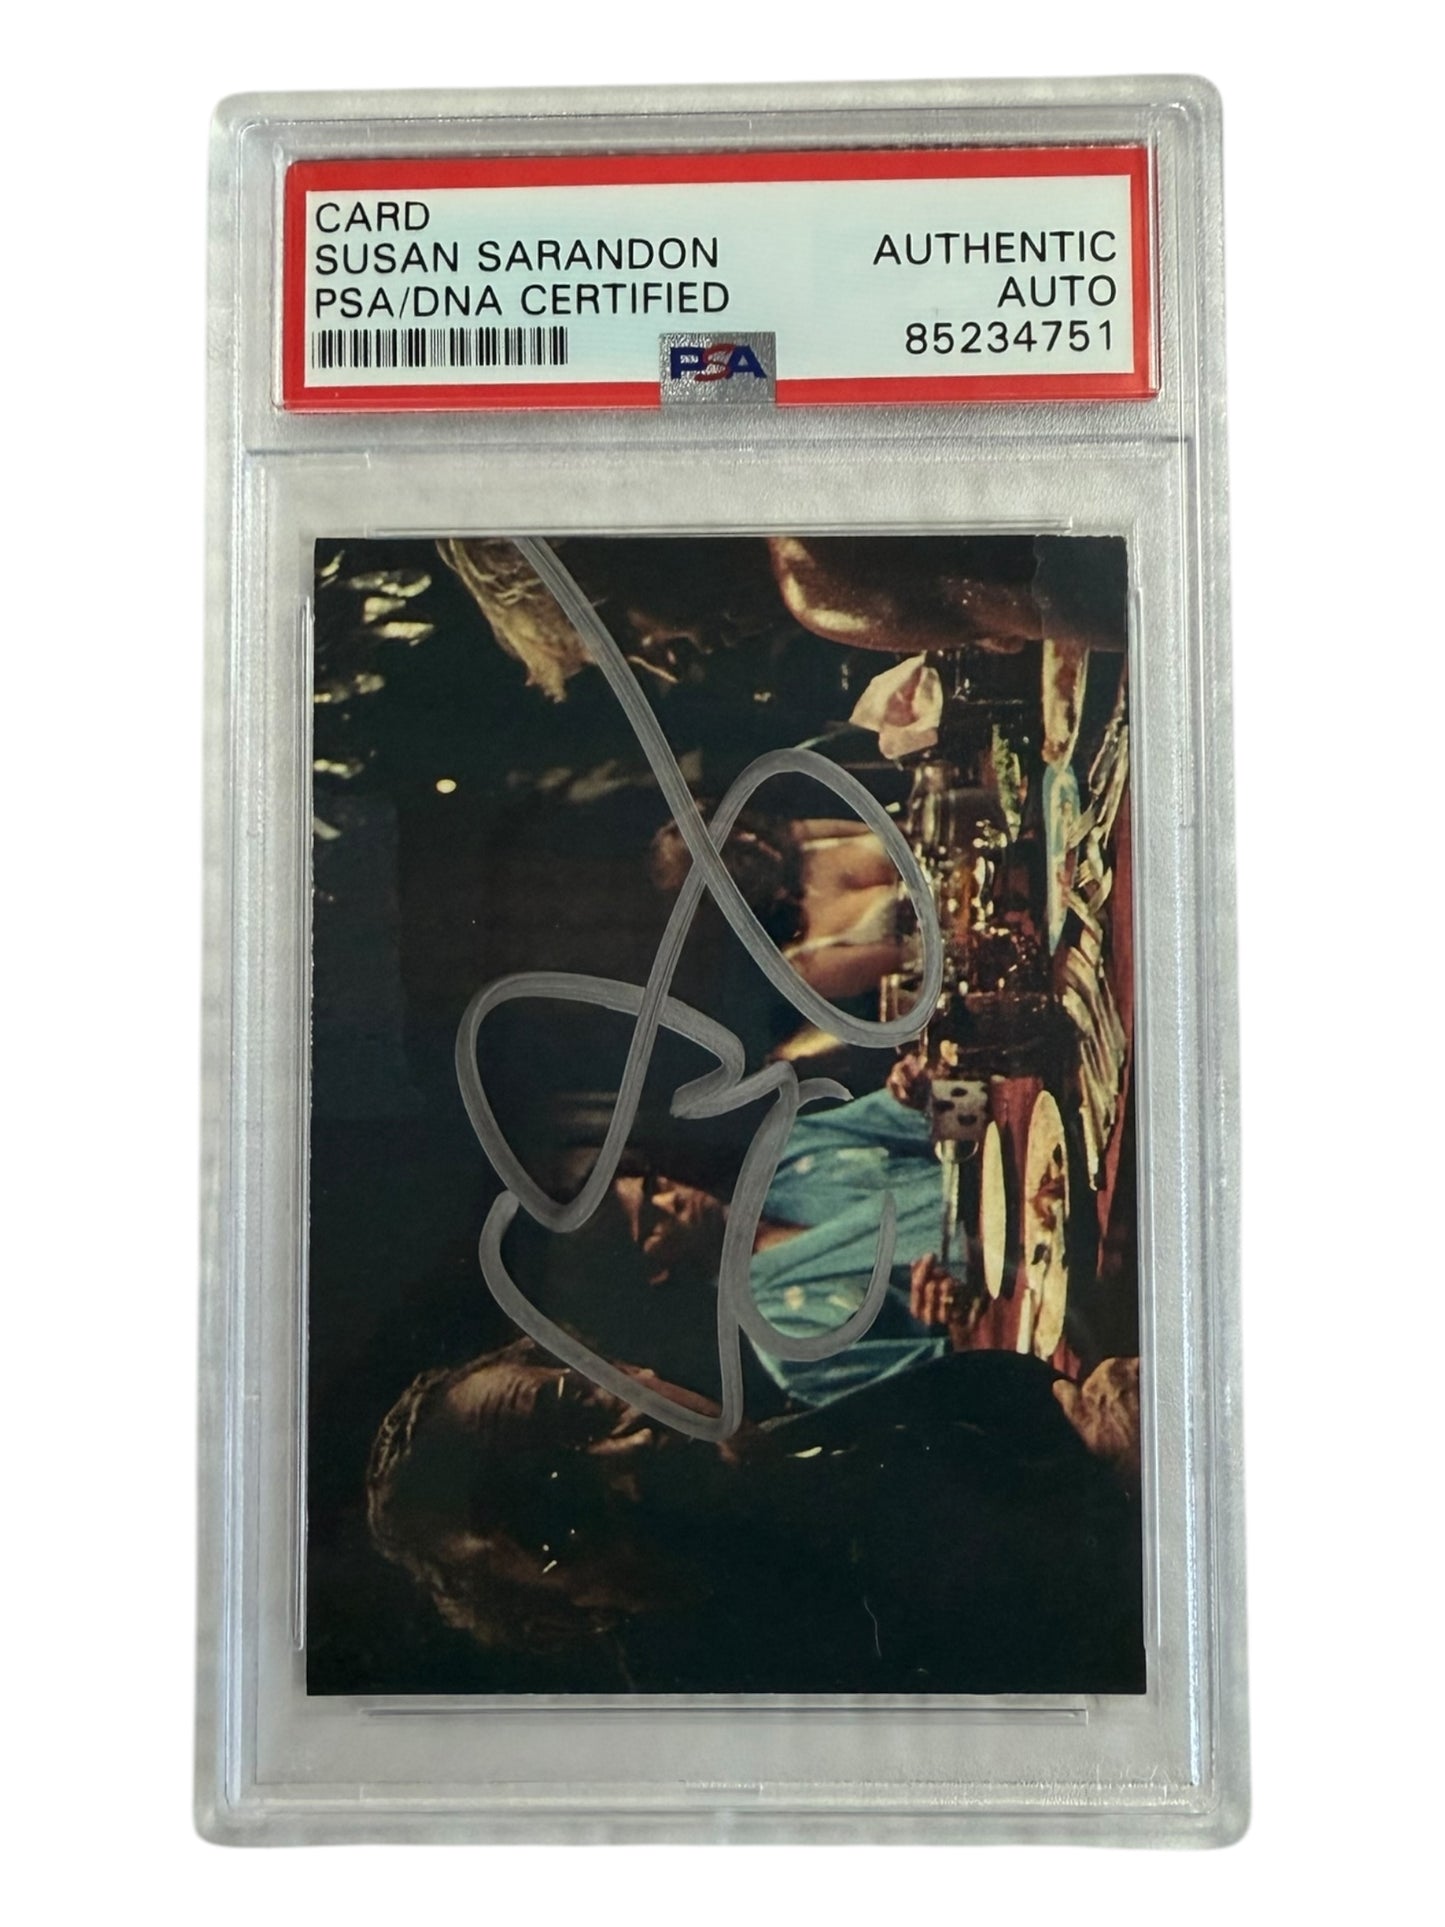 CARD
SUSAN SARANDON
PSA/DNA CERTIFIED
AUTHENTIC
AUTO
85234751
PSA